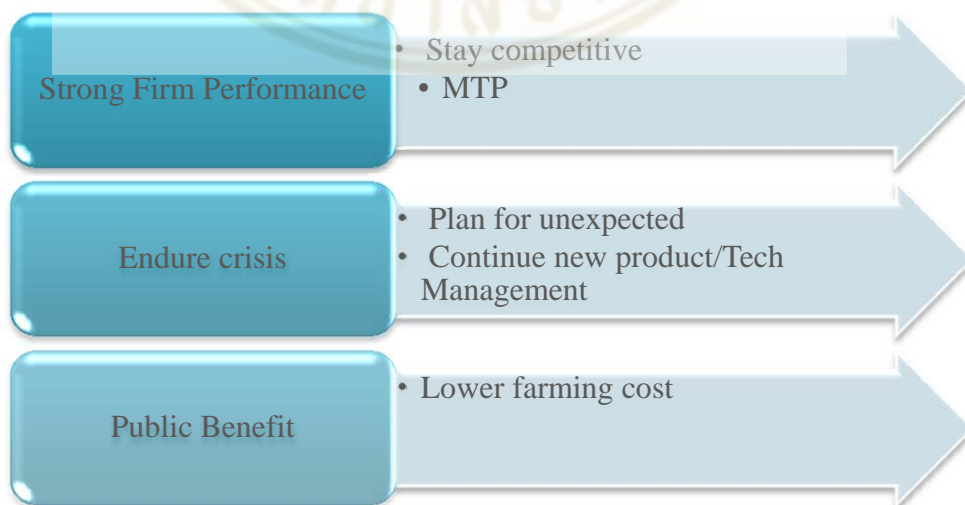 Strong Firm Performance
• Stay competitive
• MTP
Endure crisis
• Plan for unexpected
• Continue new product/Tech
Management
Public Benefit
• Lower farming cost